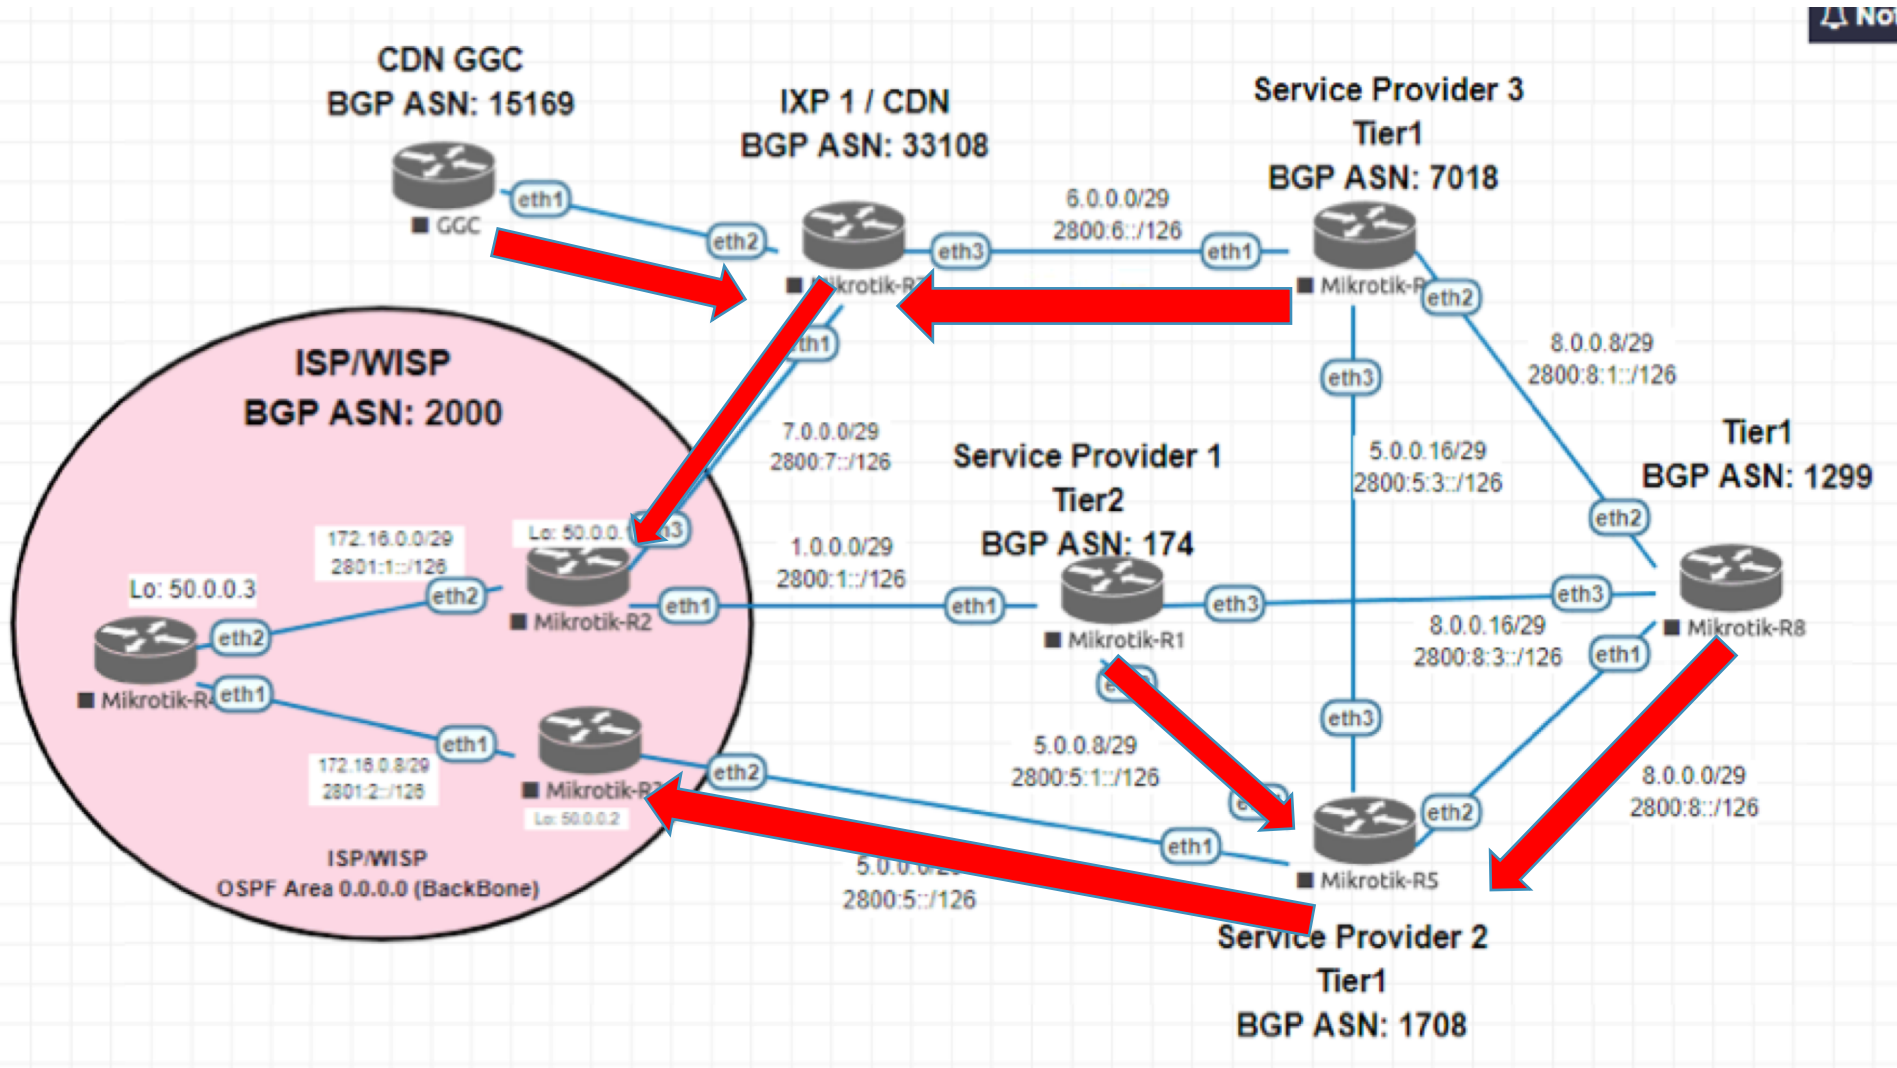 CDN GGC
BGP ASN: 15169
GGC
eth1
eth2
IXP 1 / CDN
BGP ASN: 33108
eth3
eth1
Service Provider 3
Tier1
BGP ASN: 7018
6.0.0.0/29
2800:6::/126
eth1
eth2
eth3
8.0.0.8/29
2800:8:1::/126
5.0.0.16/29
2800:5:3::/126
Tier1
BGP ASN: 1299
eth2
eth3
eth1
Mikrotik-R8
ISP/WISP
BGP ASN: 2000
7.0.0.0/29
2800:7::/126
Service Provider 1
Tier2
BGP ASN: 174
1.0.0.0/29
2800:1::/126
eth1
eth1
eth3
Mikrotik-R1
8.0.0.16/29
2800:8:3::/126
172.16.0.0/29
2801:1::/126
Lo: 50.0.0.3
Lo: 50.0.0.
eth2
eth2
Mikrotik-R2
eth1
eth1
172.16.0.8/29
2801:2::/126
Lo: 50.0.0.2
eth2
ISP/WISP
OSPF Area 0.0.0.0 (BackBone)
5.0.0.8/29
2800:5:1::/126
2800:5::/126
eth3
eth1
eth2
Mikrotik-R5
8.0.0.0/29
2800:8::/126
Service Provider 2
Tier1
BGP ASN: 1708